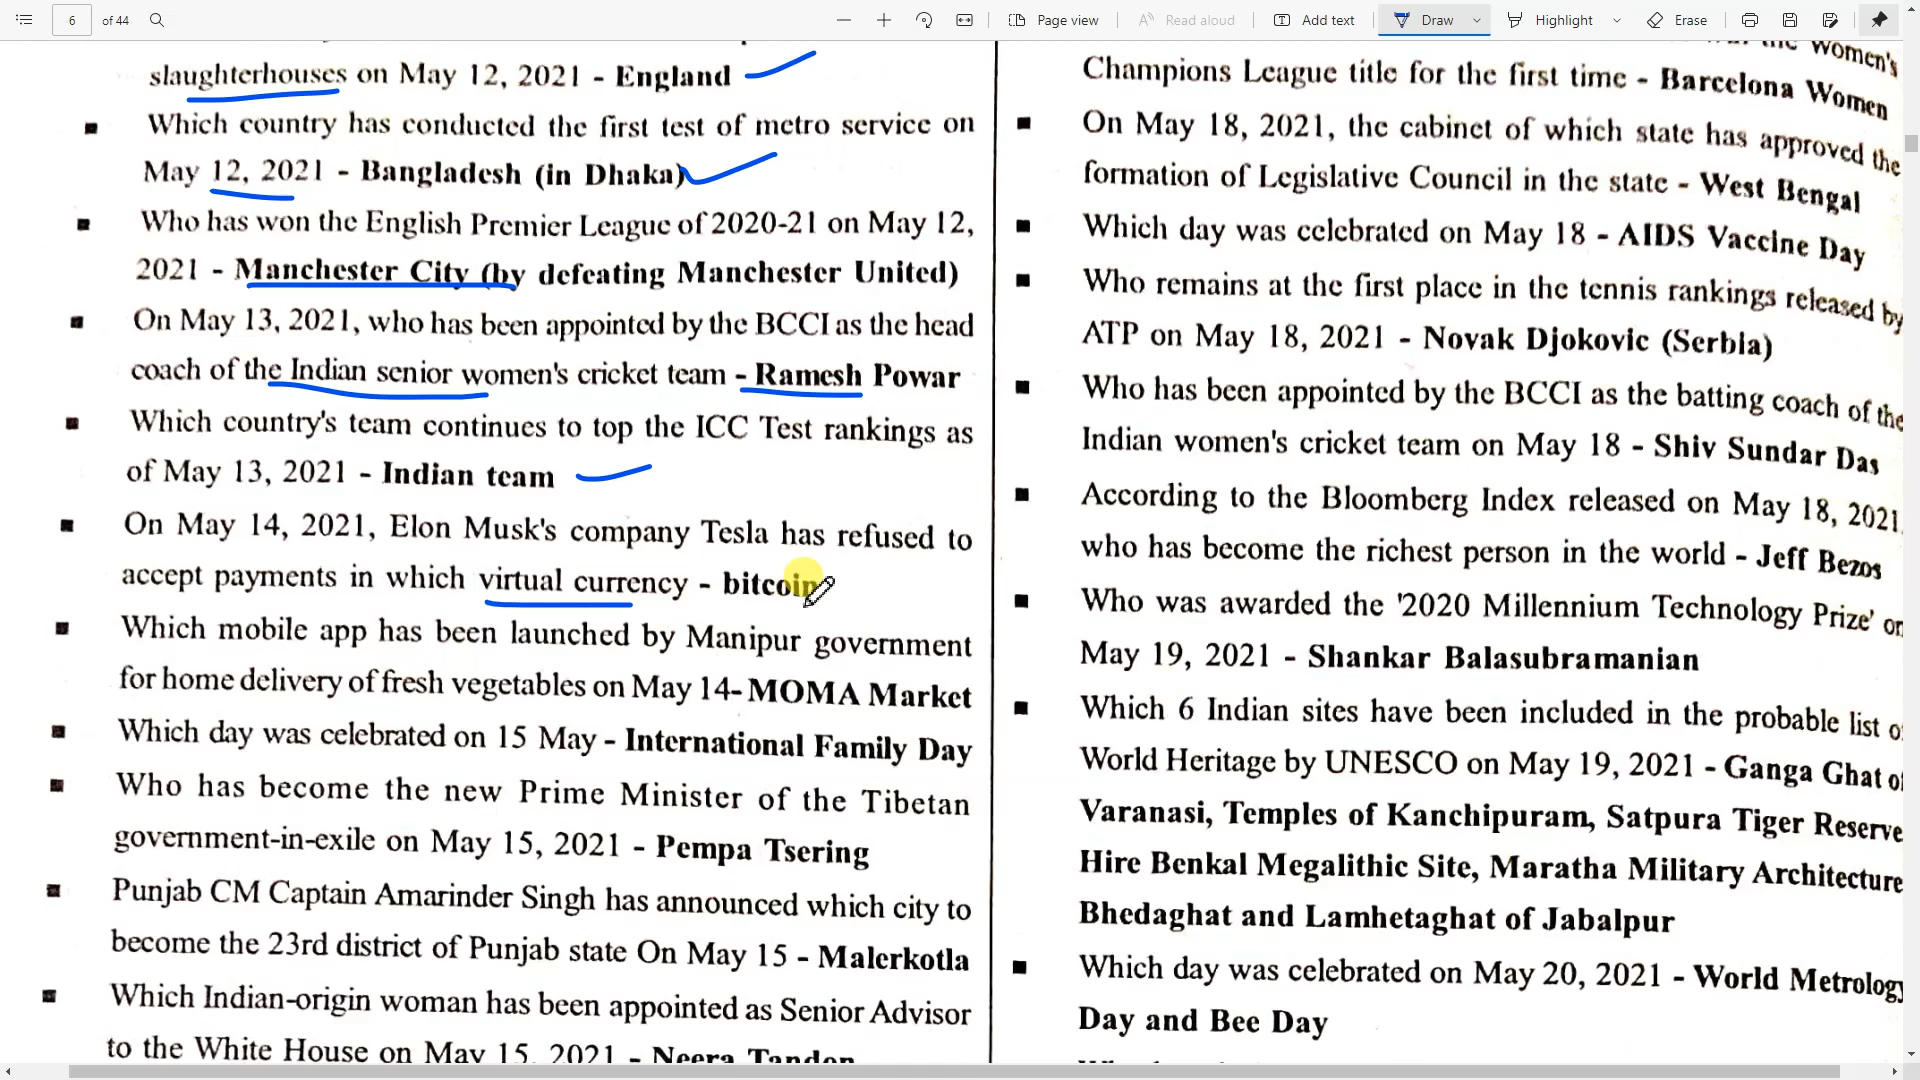 6 of 44
Page view
Read aloud
Add text
Draw
Highlight
Erase
slaughterhouses on May 12, 2021 - England
Which country has conducted the first test of metro service on
May 12, 2021 - Bangladesh (in Dhaka)
Who has won the English Premier League of 2020-21 on May 12,
2021 - Manchester City (by defeating Manchester United)
On May 13, 2021, who has been appointed by the BCCI as the head
coach of the Indian senior women's cricket team - Ramesh Powar
Which country's team continues to top the ICC Test rankings as
of May 13, 2021 - Indian team
On May 14, 2021, Elon Musk's company Tesla has refused to
accept payments in which virtual currency - bitcoin
Which mobile app has been launched by Manipur government
for home delivery of fresh vegetables on May 14- MOMA Market
Which day was celebrated on 15 May - International Family Day
Who has become the new Prime Minister of the Tibetan
government-in-exile on May 15, 2021 - Pempa Tsering
Punjab CM Captain Amarinder Singh has announced which city to
become the 23rd district of Punjab state On May 15 - Malerkotla
Which Indian-origin woman has been appointed as Senior Advisor
to the White House on May 15, 2021 - Neera Tandon
the Women's
Champions League title for the first time - Barcelona Women
On May 18, 2021, the cabinet of which state has approved the
formation of Legislative Council in the state - West Bengal
Which day was celebrated on May 18 - AIDS Vaccine Day
Who remains at the first place in the tennis rankings released by
ATP on May 18, 2021 - Novak Djokovic (Serbia)
Who has been appointed by the BCCI as the batting coach of the
Indian women's cricket team on May 18 - Shiv Sundar Das
According to the Bloomberg Index released on May 18, 2021
who has become the richest person in the world - Jeff Bezos
Who was awarded the '2020 Millennium Technology Prize' on
May 19, 2021 - Shankar Balasubramanian
Which 6 Indian sites have been included in the probable list of
World Heritage by UNESCO on May 19, 2021 - Ganga Ghat of
Varanasi, Temples of Kanchipuram, Satpura Tiger Reserve
Hire Benkal Megalithic Site, Maratha Military Architecture
Bhedaghat and Lamhetaghat of Jabalpur
Which day was celebrated on May 20, 2021 - World Metrology
Day and Bee Day